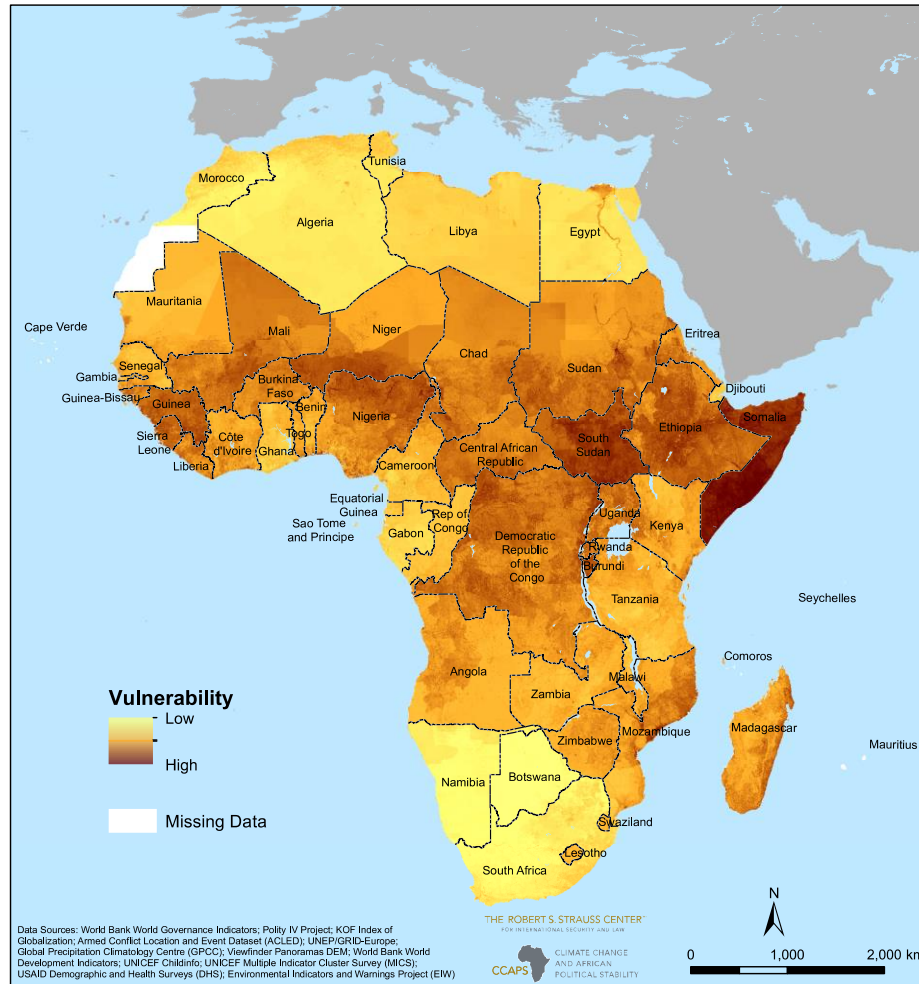 Tunisia
Morocco
Algeria
Libya
Egypt
Mauritania
Cape Verde
Mali
Niger
Eritrea
Chad
Senegal
Sudan
Gambia
Djibouti
Burkina
Faso
Guinea-Bissau
Guinea
Benin
Nigeria
Somalia
Ethiopia
Sierra
Leone
Côte
d'Ivoire
Togo
Ghana
South
Sudan
Central African
Republic
Liberia
Cameroon
Equatorial
Guinea
Rep of
Congo
Uganda
Kenya
Sao Tome
and Principe
Gabon
Democratic
Republic
of the
Congo
Rwanda
Burundi
Tanzania
Seychelles
Comoros
Angola
Malawi
Zambia
Vulnerability
Low
High
Missing Data
Mozambique
Madagascar
Zimbabwe
Mauritius
Namibia
Botswana
Swaziland
Lesotho
South Africa
N
THE ROBERT S. STRAUSS CENTER
FOR INTERNATIONAL SECURITY AND LAW
CCAPS
CLIMATE CHANGE
AND AFRICAN
POLITICAL STABILITY
0 1,000 2,000 km
Data Sources: World Bank World Governance Indicators; Polity IV Project; KOF Index of
Globalization; Armed Conflict Location and Event Dataset (ACLED); UNEP/GRID-Europe;
Global Precipitation Climatology Centre (GPCC); Viewfinder Panoramas DEM; World Bank World
Development Indicators; UNICEF Childinfo; UNICEF Multiple Indicator Cluster Survey (MICS);
USAID Demographic and Health Surveys (DHS); Environmental Indicators and Warnings Project (EIW)